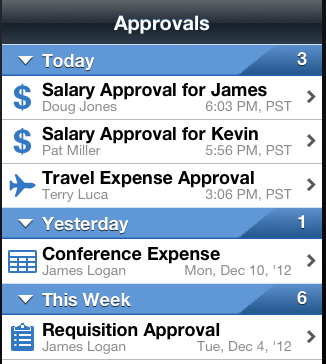 Approvals
Today 3
Salary Approval for James
Doug Jones 6:03 PM, PST
Salary Approval for Kevin
Pat Miller 5:56 PM, PST
Travel Expense Approval
Terry Luca 3:06 PM, PST
Yesterday 1
Conference Expense
James Logan Mon, Dec 10, '12
This Week 6
Requisition Approval
James Logan Tue, Dec 4, '12